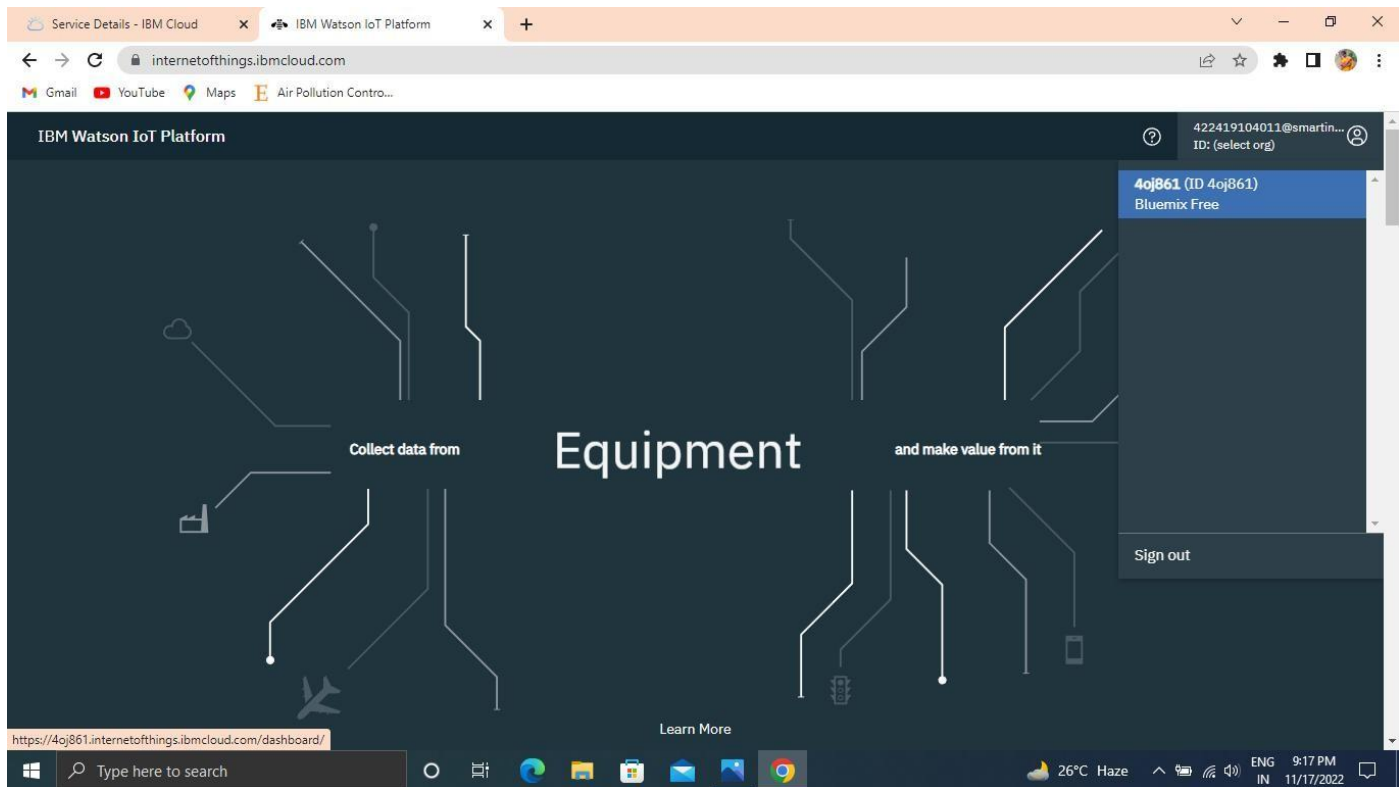 Service Details - IBM Cloud
IBM Watson IoT Platform
internetofthings.ibmcloud.com
Gmail YouTube Maps Air Pollution Contro...
IBM Watson IoT Platform
422419104011@smartin...
ID: (select org)
4oj861 (ID 4oj861)
Bluemix Free
Collect data from Equipment and make value from it
Sign out
Learn More
https://4oj861.internetofthings.ibmcloud.com/dashboard/
Type here to search
26°C Haze
ENG
IN
9:17 PM
11/17/2022